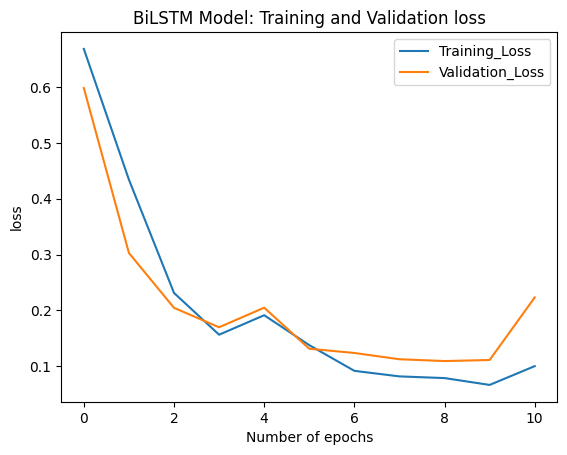 BiLSTM Model: Training and Validation loss
Training_Loss
Validation_Loss
0.6
0.5
0.4
0.3
0.2
0.1
loss
0 2 4 6 8 10
Number of epochs